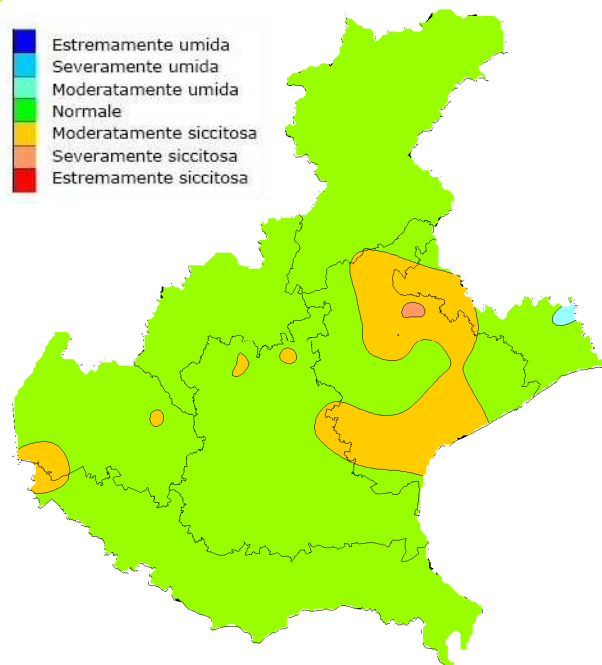 Estremamente umida
Severamente umida
Moderatamente umida
Normale
Moderatamente siccitosa
Severamente siccitosa
Estremamente siccitosa